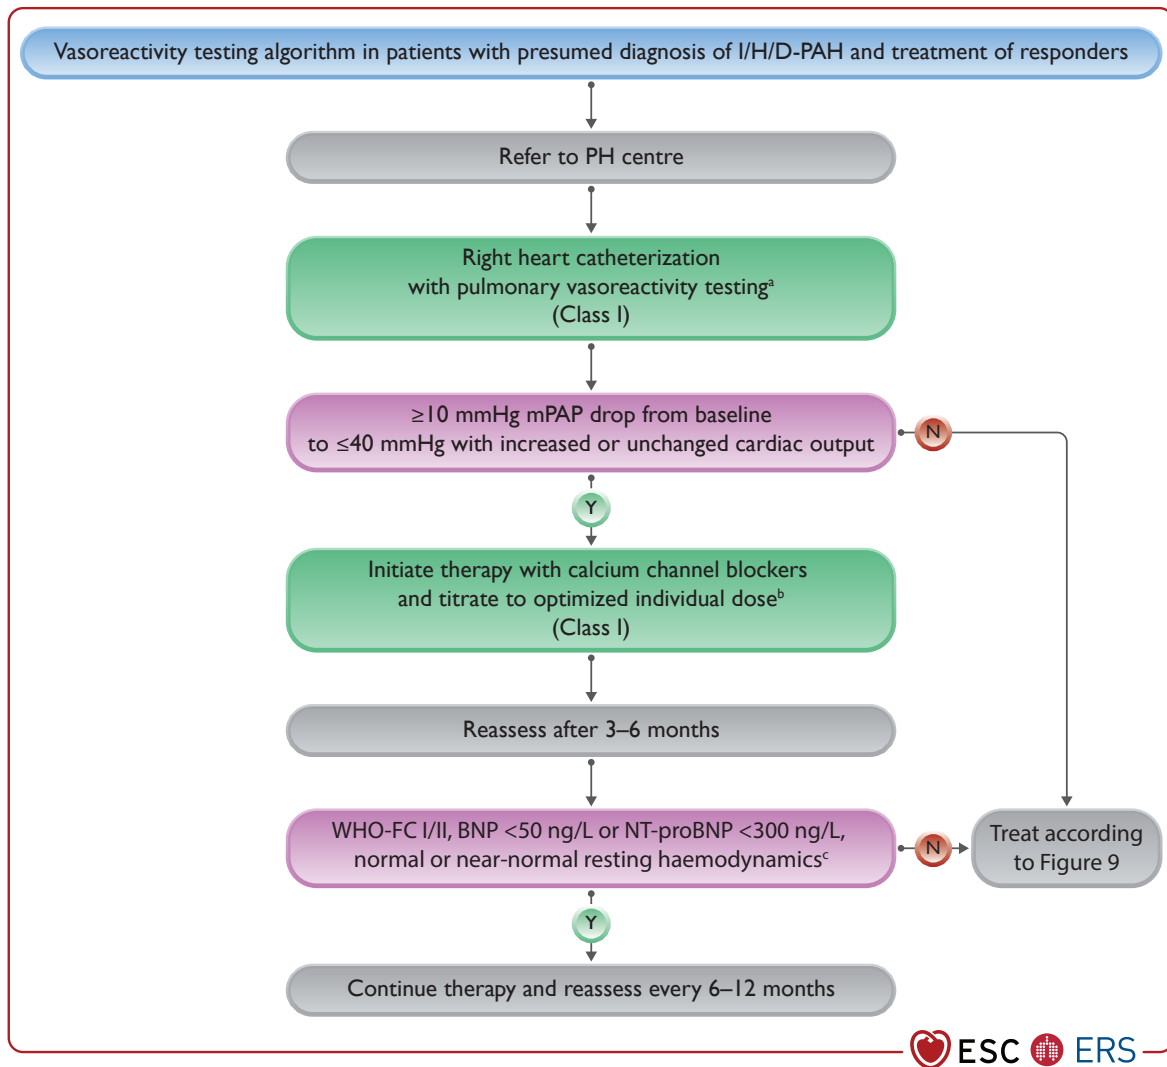 Vasoreactivity testing algorithm in patients with presumed diagnosis of I/H/D-PAH and treatment of responders
Refer to PH centre
Right heart catheterization
with pulmonary vasoreactivity testingᵃ
(Class I)
≥10 mmHg mPAP drop from baseline
to ≤40 mmHg with increased or unchanged cardiac output
N
Y
Initiate therapy with calcium channel blockers
and titrate to optimized individual doseᵇ
(Class I)
Reassess after 3–6 months
WHO-FC I/II, BNP <50 ng/L or NT-proBNP <300 ng/L,
normal or near-normal resting haemodynamicsᶜ
N
Treat according
to Figure 9
Y
Continue therapy and reassess every 6–12 months
ESC ERS